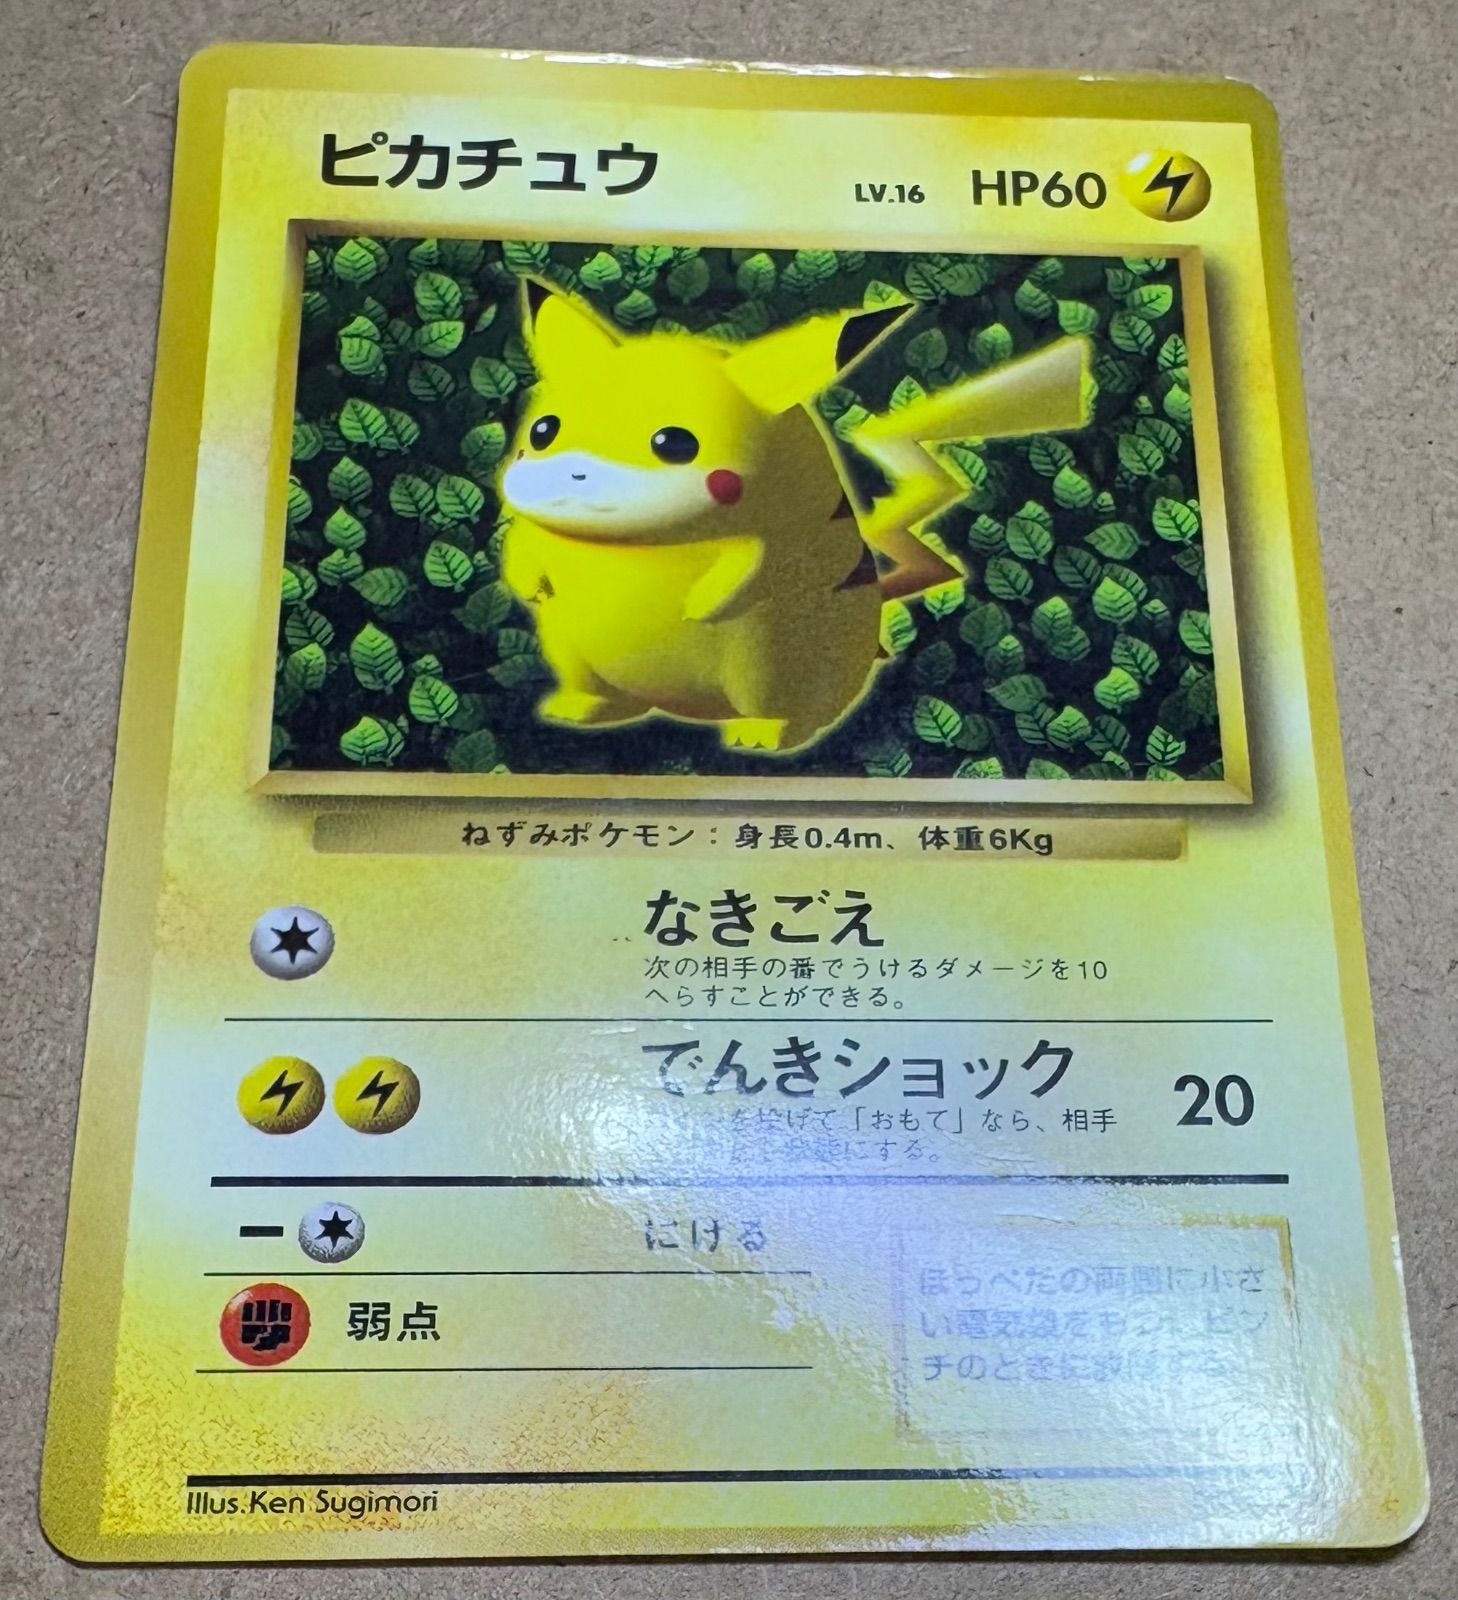 ピカチュウ LV.16 HP60
ねずみポケモン：身長0.4m、体重6Kg
なきごえ
次の相手の番でうけるダメージを10
へらすことができる。
でんきショック 20
を投げて「おもて」なら、相手
にする。
にげる
弱点
ほっぺたの両側に小さ
い電気袋
チのときに放電する。
Illus.Ken Sugimori